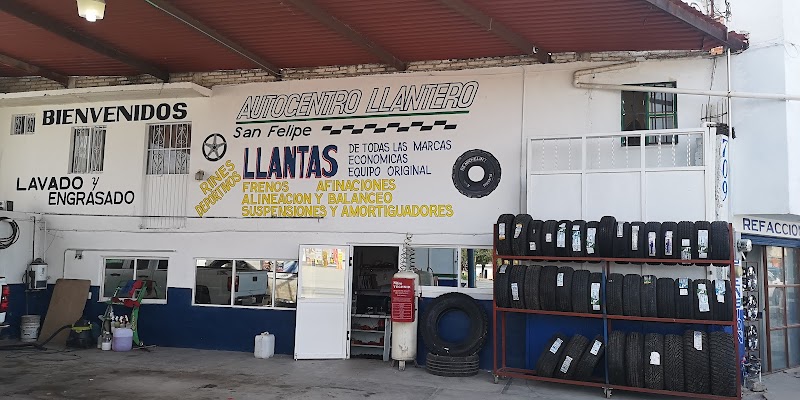 BIENVENIDOS
AUTOCENTRO LLANTERO
San Felipe
LLANTAS
DE TODAS LAS MARCAS
ECONOMICAS
EQUIPO ORIGINAL
RINES
DEPORTIVOS
FRENOS AFINACIONES
ALINEACION Y BALANCEO
SUSPENSIONES Y AMORTIGUADORES
LAVADO Y
ENGRASADO
REFACCION